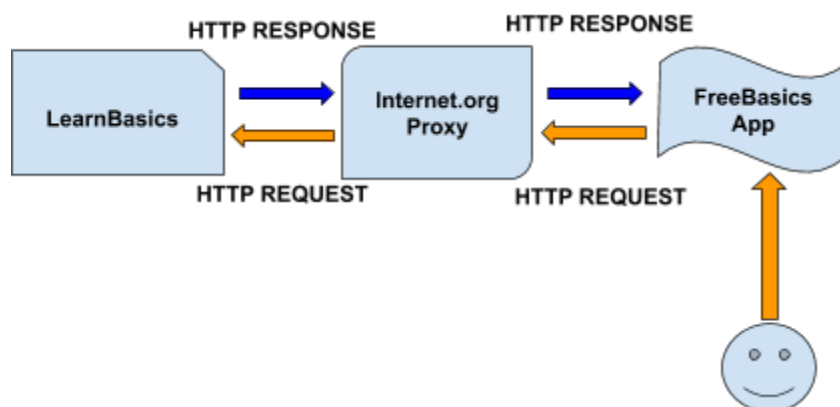 HTTP RESPONSE
HTTP RESPONSE
LearnBasics
Internet.org
Proxy
FreeBasics
App
HTTP REQUEST
HTTP REQUEST